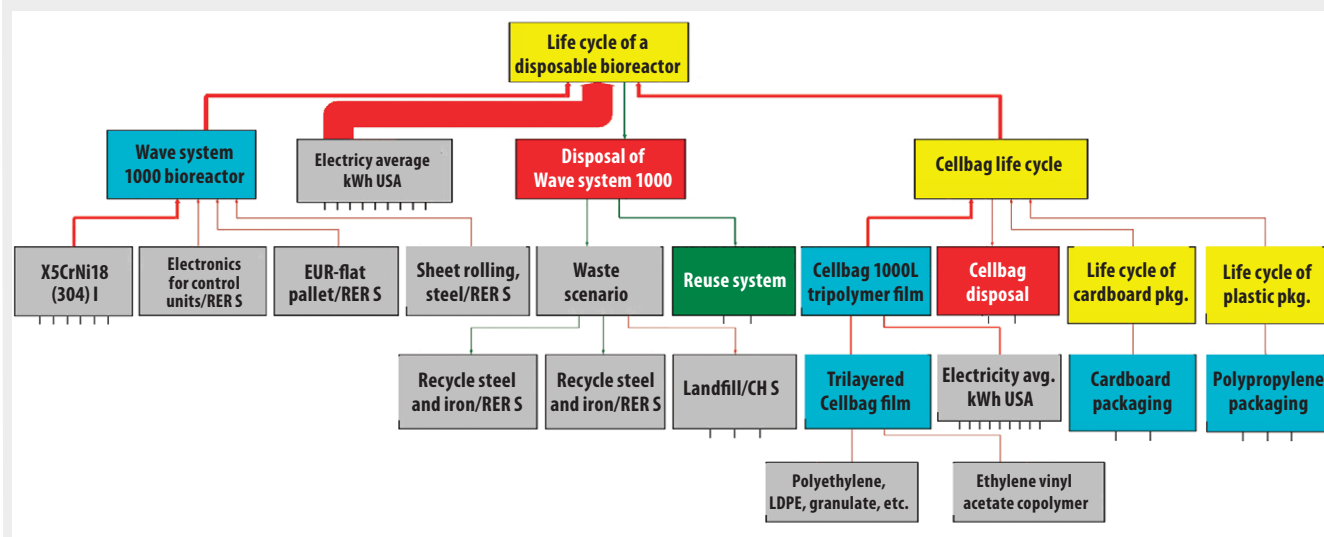 Life cycle of a
disposable bioreactor
Wave system
1000 bioreactor
Electricy average
kWh USA
Disposal of
Wave system 1000
Cellbag life cycle
X5CrNi18
(304) I
Electronics
for control
units/RER S
EUR-flat
pallet/RER S
Sheet rolling,
steel/RER S
Waste
scenario
Reuse system
Cellbag 1000L
tripolymer film
Cellbag
disposal
Life cycle of
cardboard pkg.
Life cycle of
plastic pkg.
Recycle steel
and iron/RER S
Recycle steel
and iron/RER S
Landfill/CH S
Trilayered
Cellbag film
Electricity avg.
kWh USA
Cardboard
packaging
Polypropylene
packaging
Polyethylene,
LDPE, granulate, etc.
Ethylene vinyl
acetate copolymer